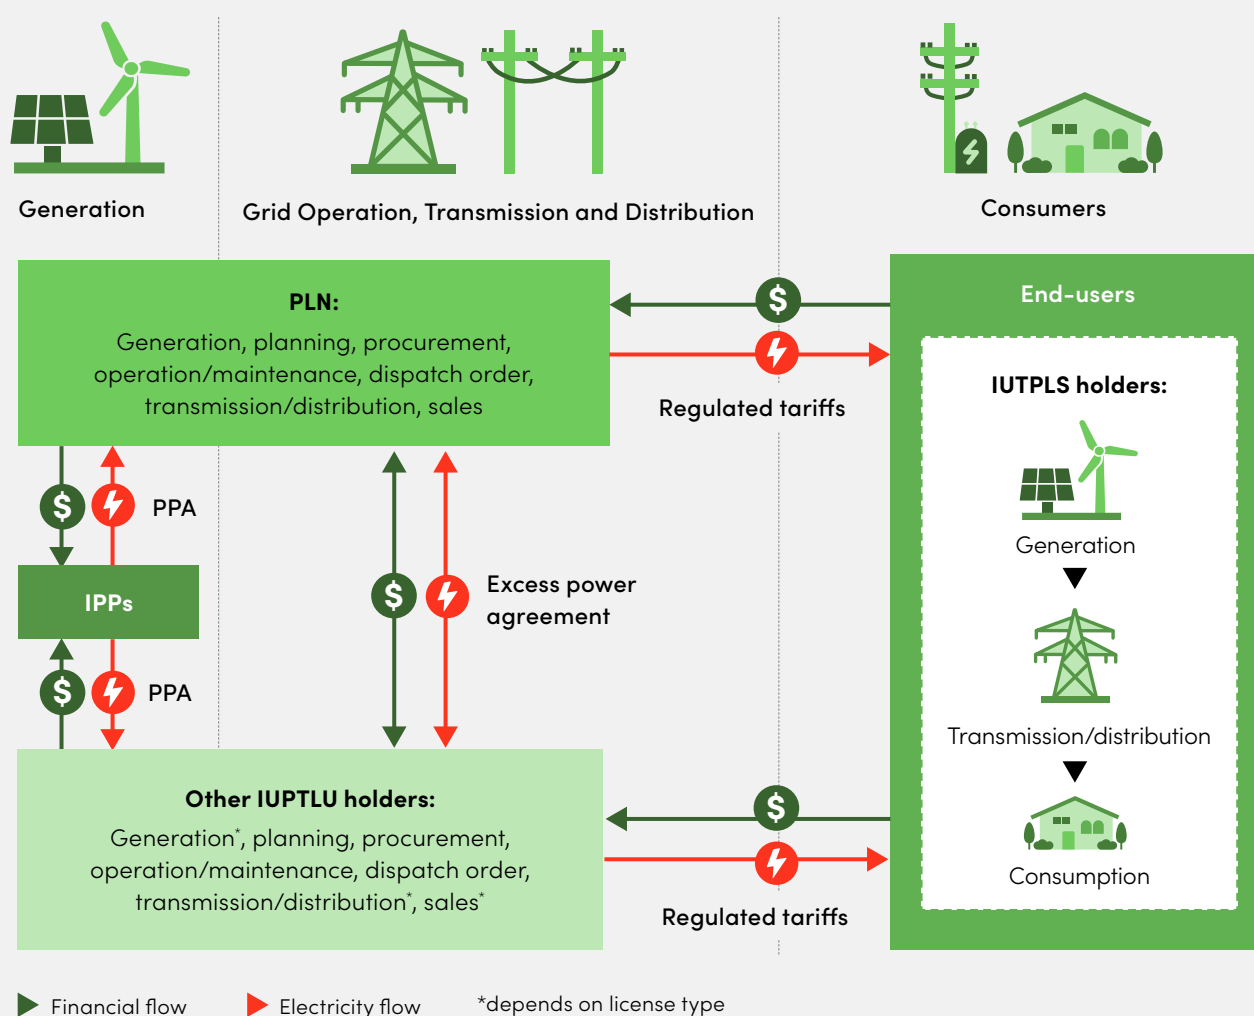 Generation
Grid Operation, Transmission and Distribution
Consumers
PLN:
Generation, planning, procurement,
operation/maintenance, dispatch order,
transmission/distribution, sales
$
Regulated tariffs
End-users
IUTPLS holders:
Generation
Transmission/distribution
Consumption
$
PPA
IPPs
$
PPA
$
Excess power
agreement
Other IUPTLU holders:
Generation*, planning, procurement,
operation/maintenance, dispatch order,
transmission/distribution*, sales*
$
Regulated tariffs
Financial flow
Electricity flow
*depends on license type